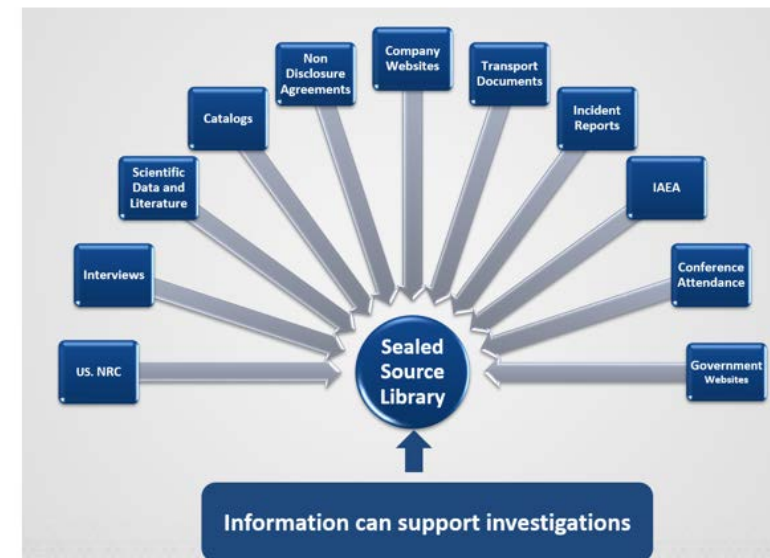 Company
Websites
Non
Disclosure
Agreements
Transport
Documents
Catalogs
Incident
Reports
Scientific
Data and
Literature
IAEA
Interviews
Conference
Attendance
US. NRC
Government
Websites
Sealed
Source
Library
Information can support investigations